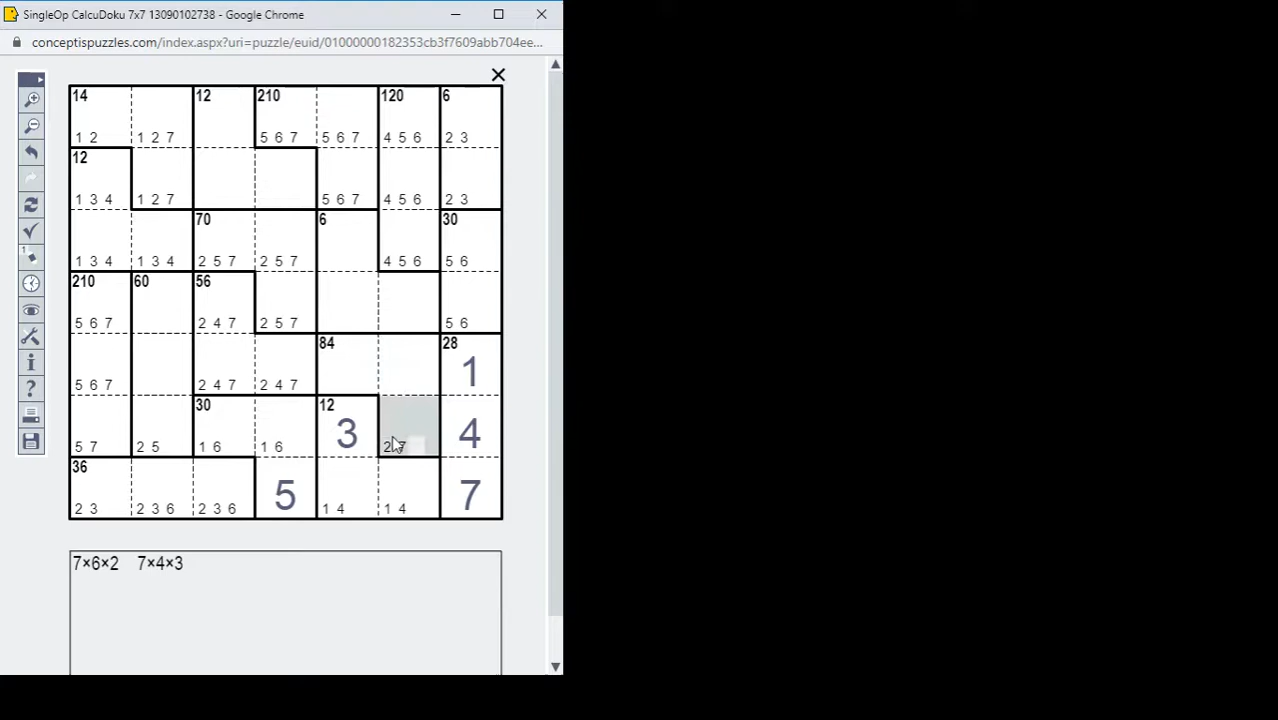 SingleOp CalcuDoku 7x7 13090102738 - Google Chrome
conceptispuzzles.com/index.aspx?uri=puzzle/euid/01000000182353cb3f7609abb704ee...
14 12 210 120 6
1 2 1 2 7 5 6 7 5 6 7 4 5 6 2 3
12
1 3 4 1 2 7 5 6 7 4 5 6 2 3
70 6 30
1 3 4 1 3 4 2 5 7 2 5 7 4 5 6 5 6
210 60 56
5 6 7 2 4 7 2 5 7 5 6
84 28
1
5 6 7 2 4 7 2 4 7
30 12
3 4
5 7 2 5 1 6 1 6 2 7
36
5 7
2 3 2 3 6 2 3 6 1 4 1 4
7×6×2 7×4×3